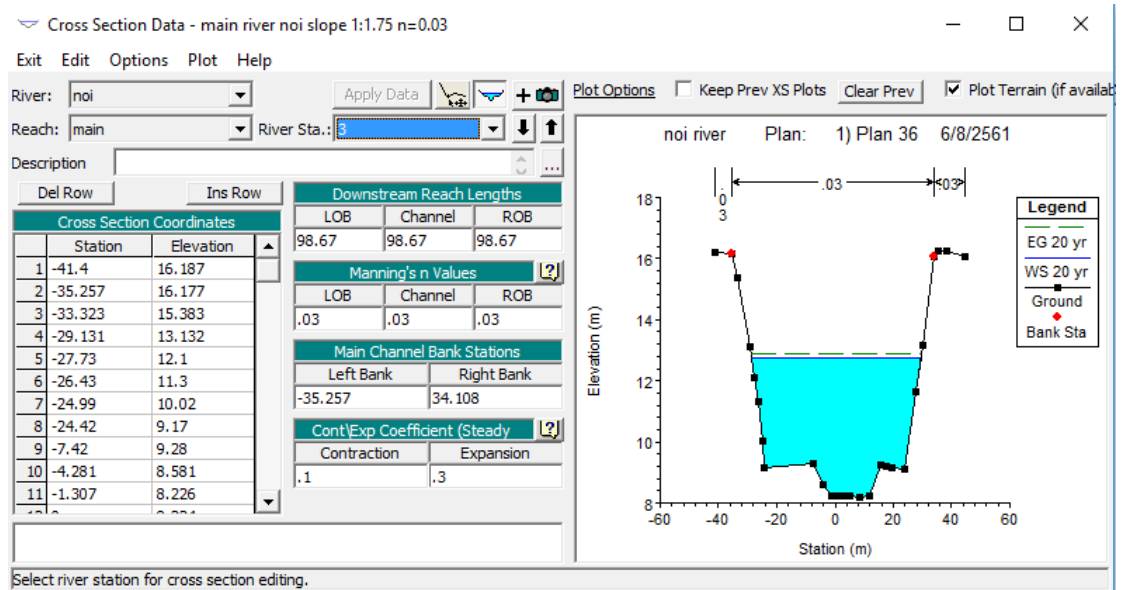 Cross Section Data - main river noi slope 1:1.75 n=0.03
Exit Edit Options Plot Help
River: noi
Apply Data
Reach: main River Sta.: 3
Description ...
Del Row Ins Row
Cross Section Coordinates
Station Elevation
1 -41.4 16.187
2 -35.257 16.177
3 -33.323 15.383
4 -29.131 13.132
5 -27.73 12.1
6 -26.43 11.3
7 -24.99 10.02
8 -24.42 9.17
9 -7.42 9.28
10 -4.281 8.581
11 -1.307 8.226
Downstream Reach Lengths
LOB Channel ROB
98.67 98.67 98.67
Manning's n Values
LOB Channel ROB
.03 .03 .03
Main Channel Bank Stations
Left Bank Right Bank
-35.257 34.108
Cont\Exp Coefficient (Steady
Contraction Expansion
.1 .3
Select river station for cross section editing.
Plot Options Keep Prev XS Plots Clear Prev Plot Terrain (if availab
noi river Plan: 1) Plan 36 6/8/2561
.03 .03 .03
Legend
EG 20 yr
WS 20 yr
Ground
Bank Sta
18
16
14
12
10
8
Elevation (m)
-60 -40 -20 0 20 40 60
Station (m)